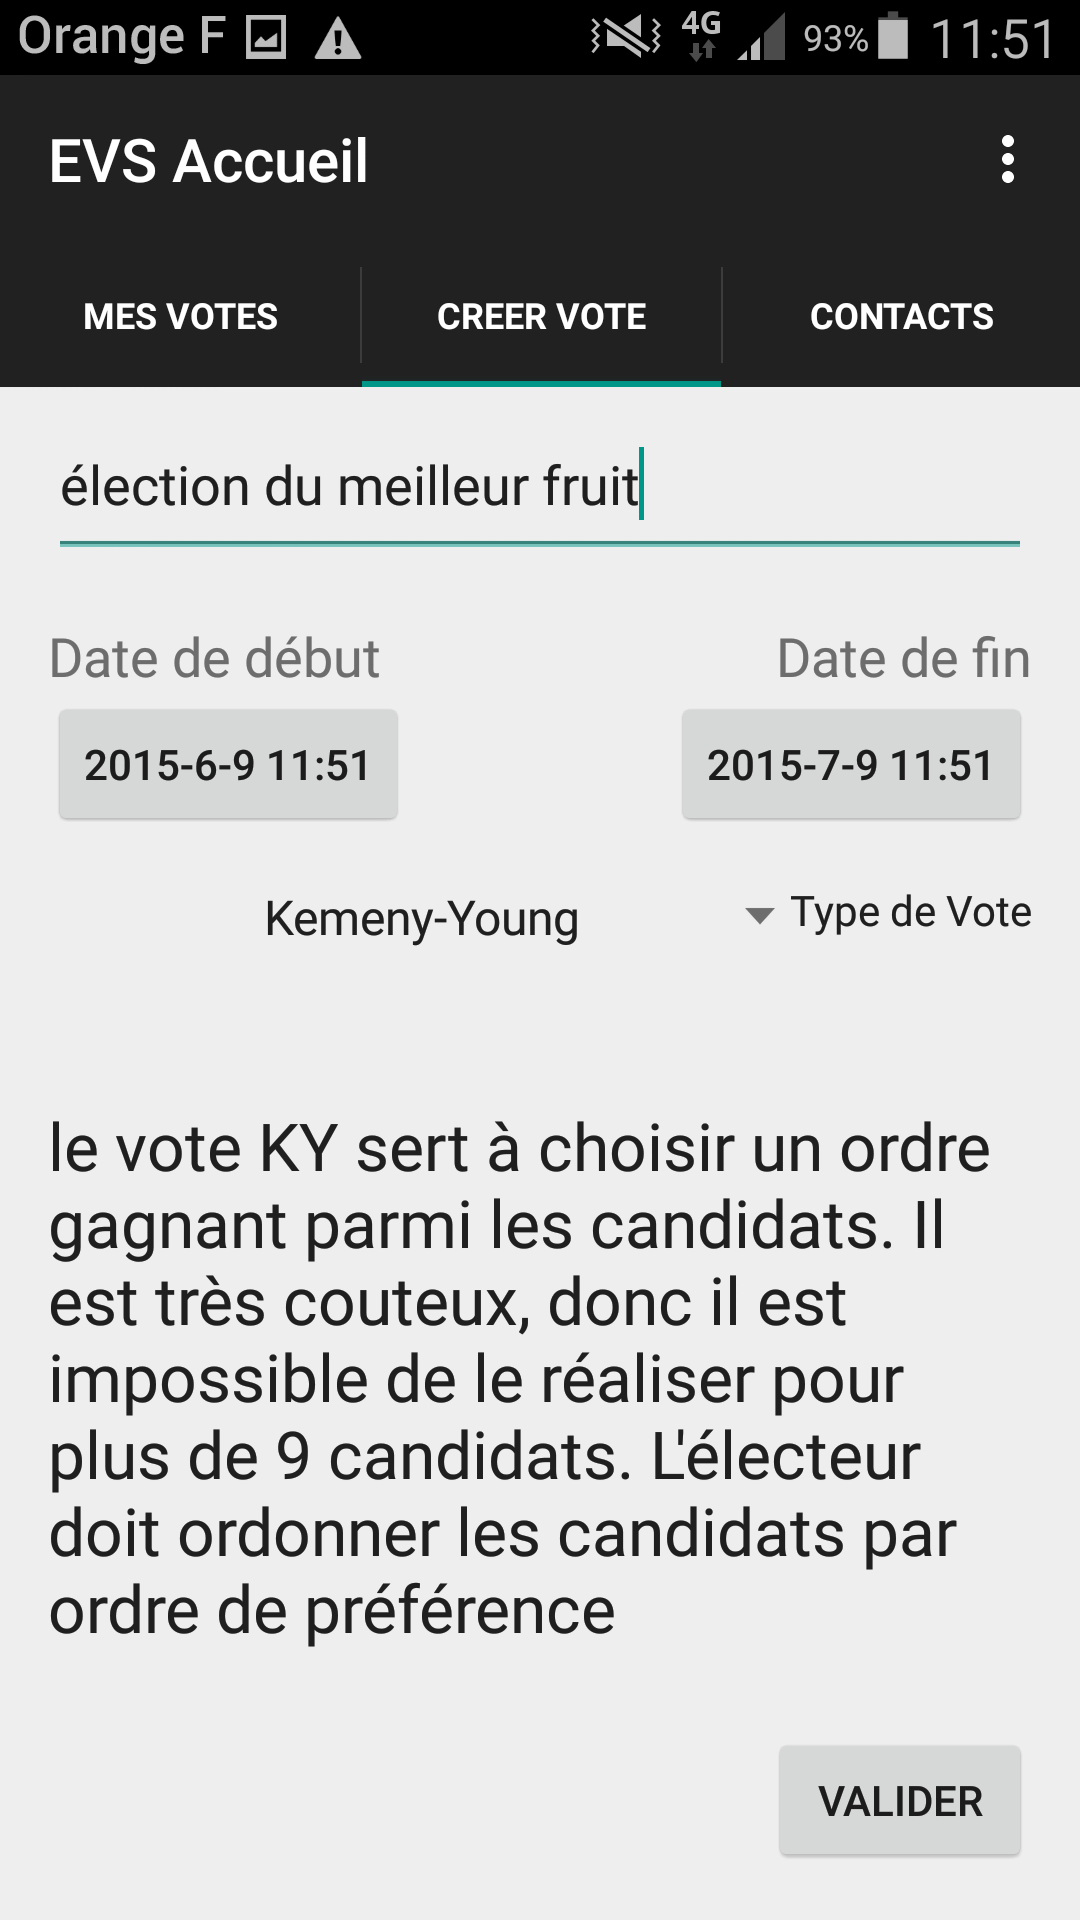 Orange F 4G 93% 11:51
EVS Accueil
MES VOTES CREER VOTE CONTACTS
élection du meilleur fruit
Date de début Date de fin
2015-6-9 11:51 2015-7-9 11:51
Kemeny-Young Type de Vote
le vote KY sert à choisir un ordre
gagnant parmi les candidats. Il
est très couteux, donc il est
impossible de le réaliser pour
plus de 9 candidats. L'électeur
doit ordonner les candidats par
ordre de préférence
VALIDER